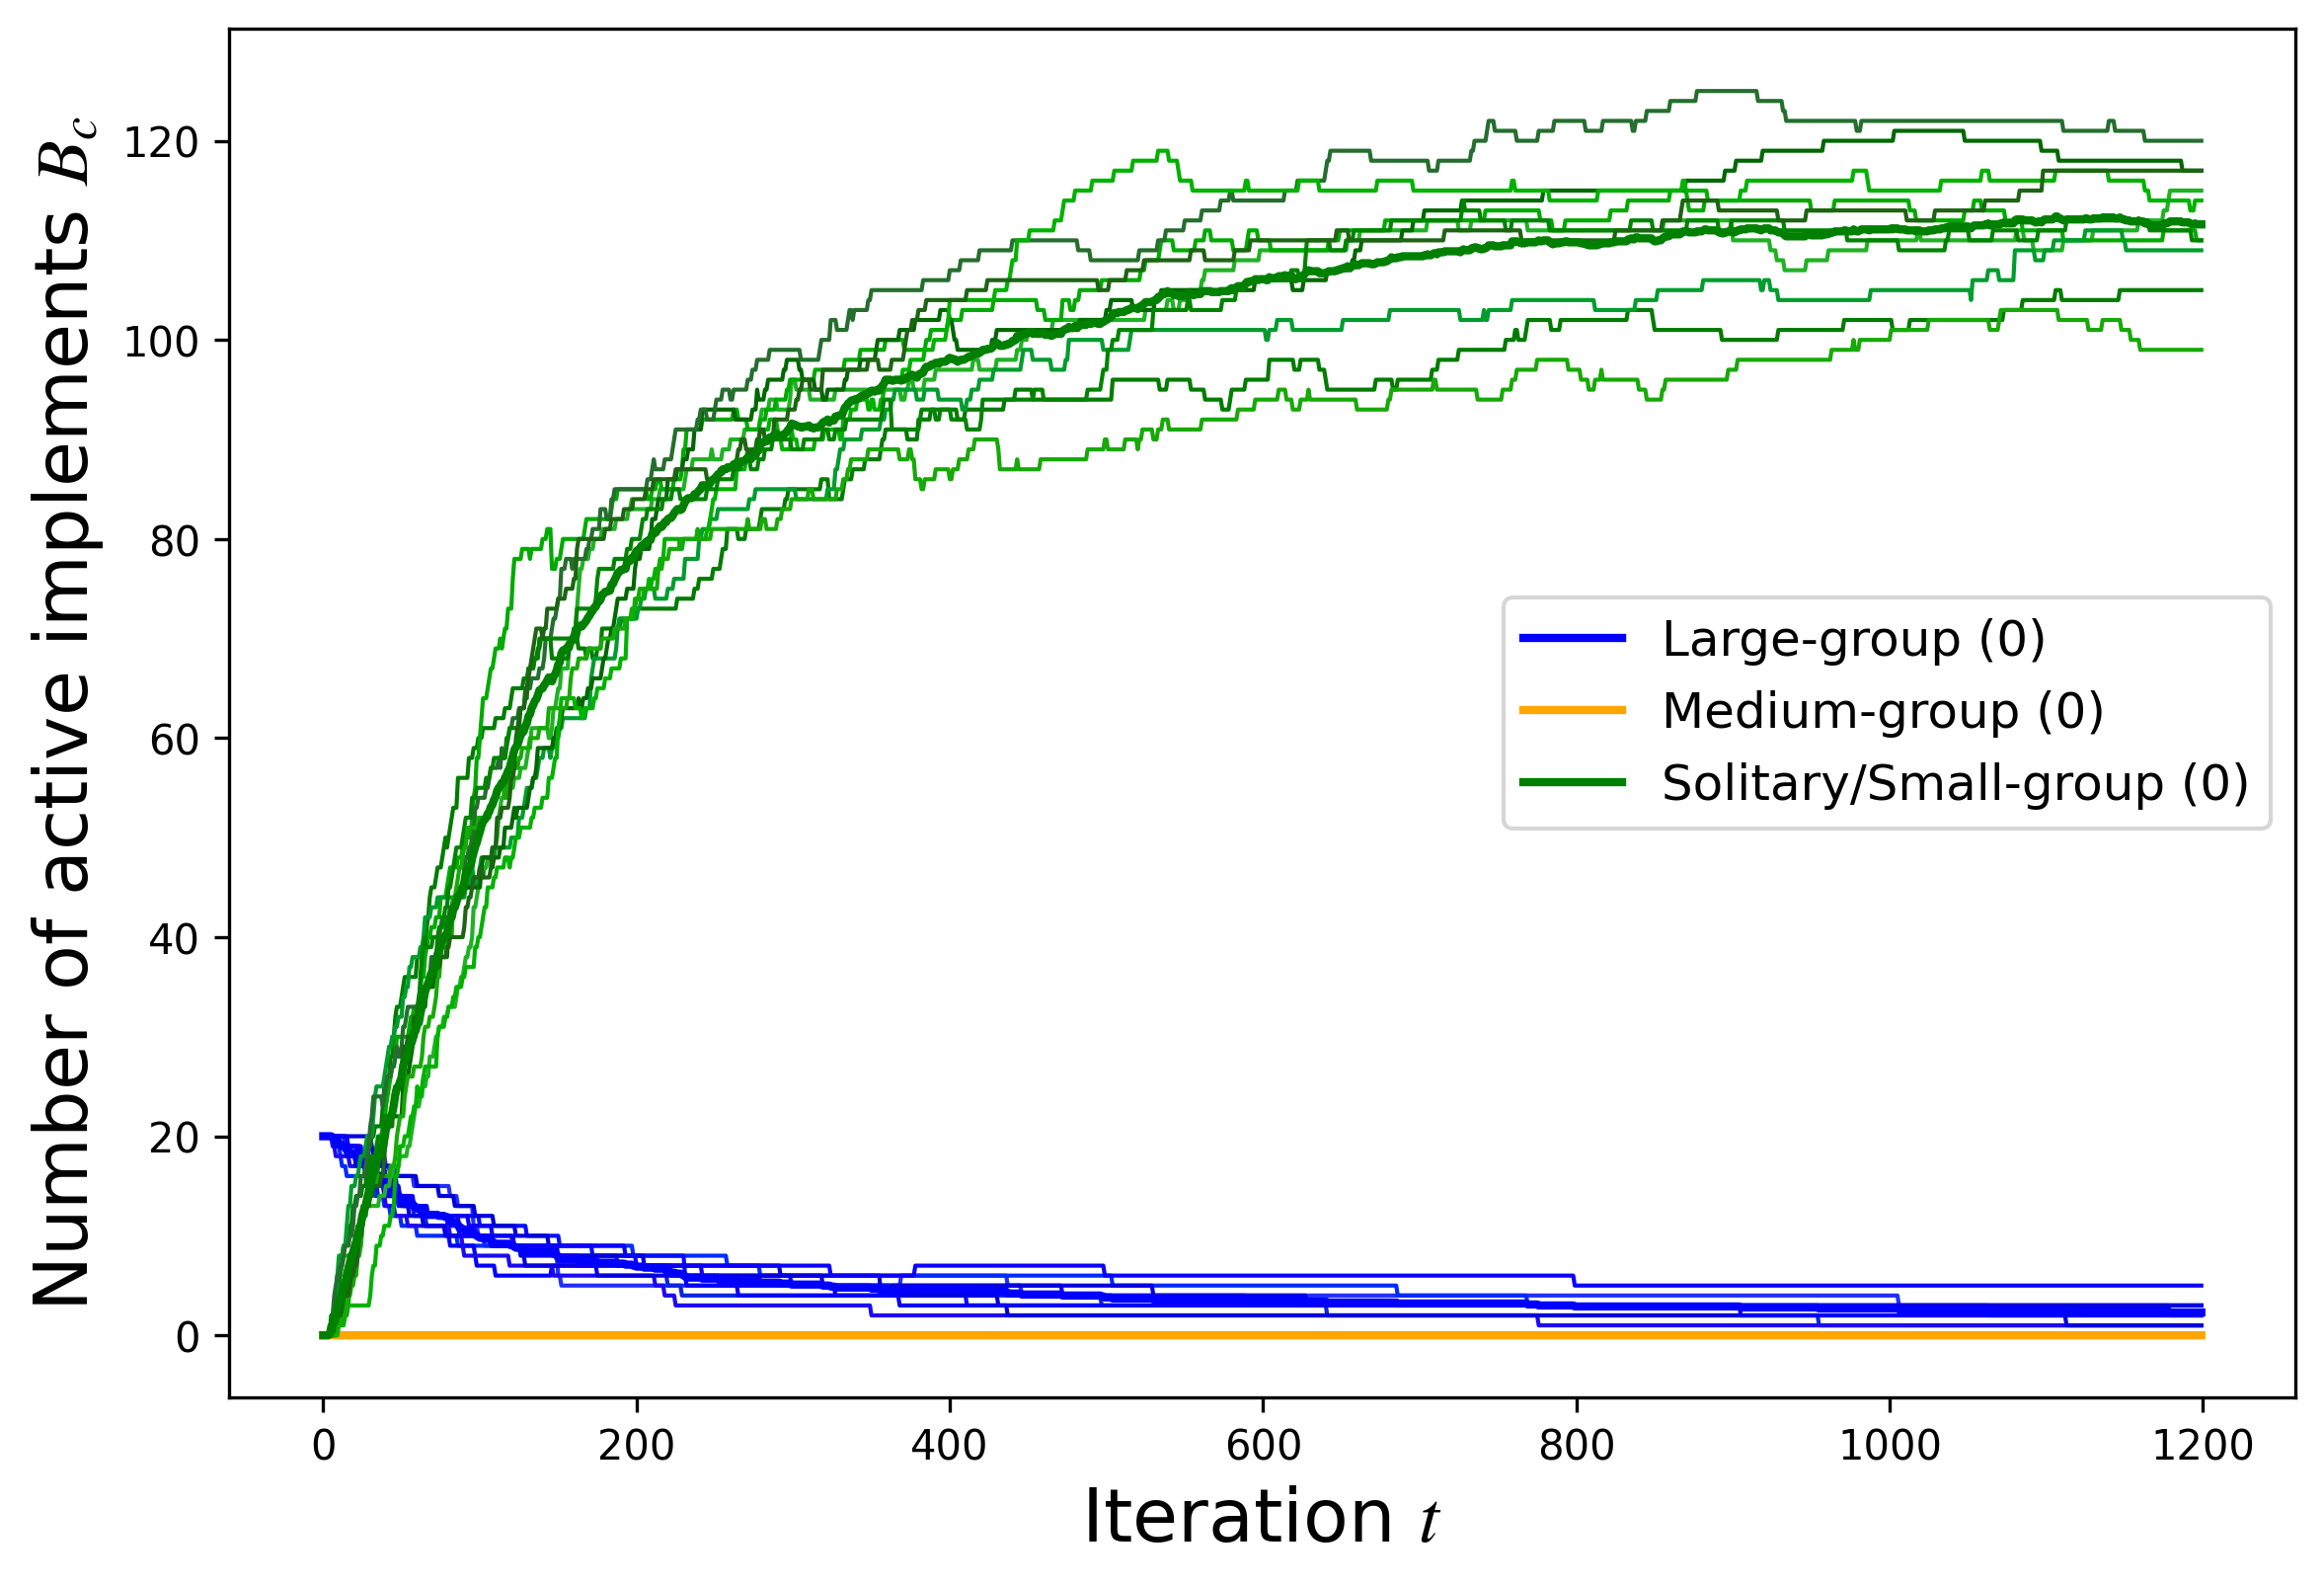 Number of active implements B_c
120
100
80
60
40
20
0
Large-group (0)
Medium-group (0)
Solitary/Small-group (0)
0 200 400 600 800 1000 1200
Iteration t